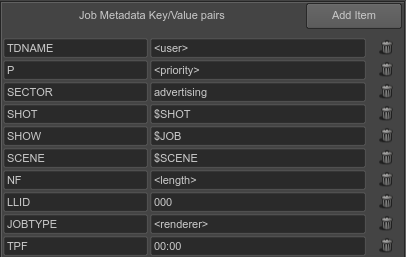 Job Metadata Key/Value pairs Add Item
TDNAME <user>
P <priority>
SECTOR advertising
SHOT $SHOT
SHOW $JOB
SCENE $SCENE
NF <length>
LLID 000
JOBTYPE <renderer>
TPF 00:00